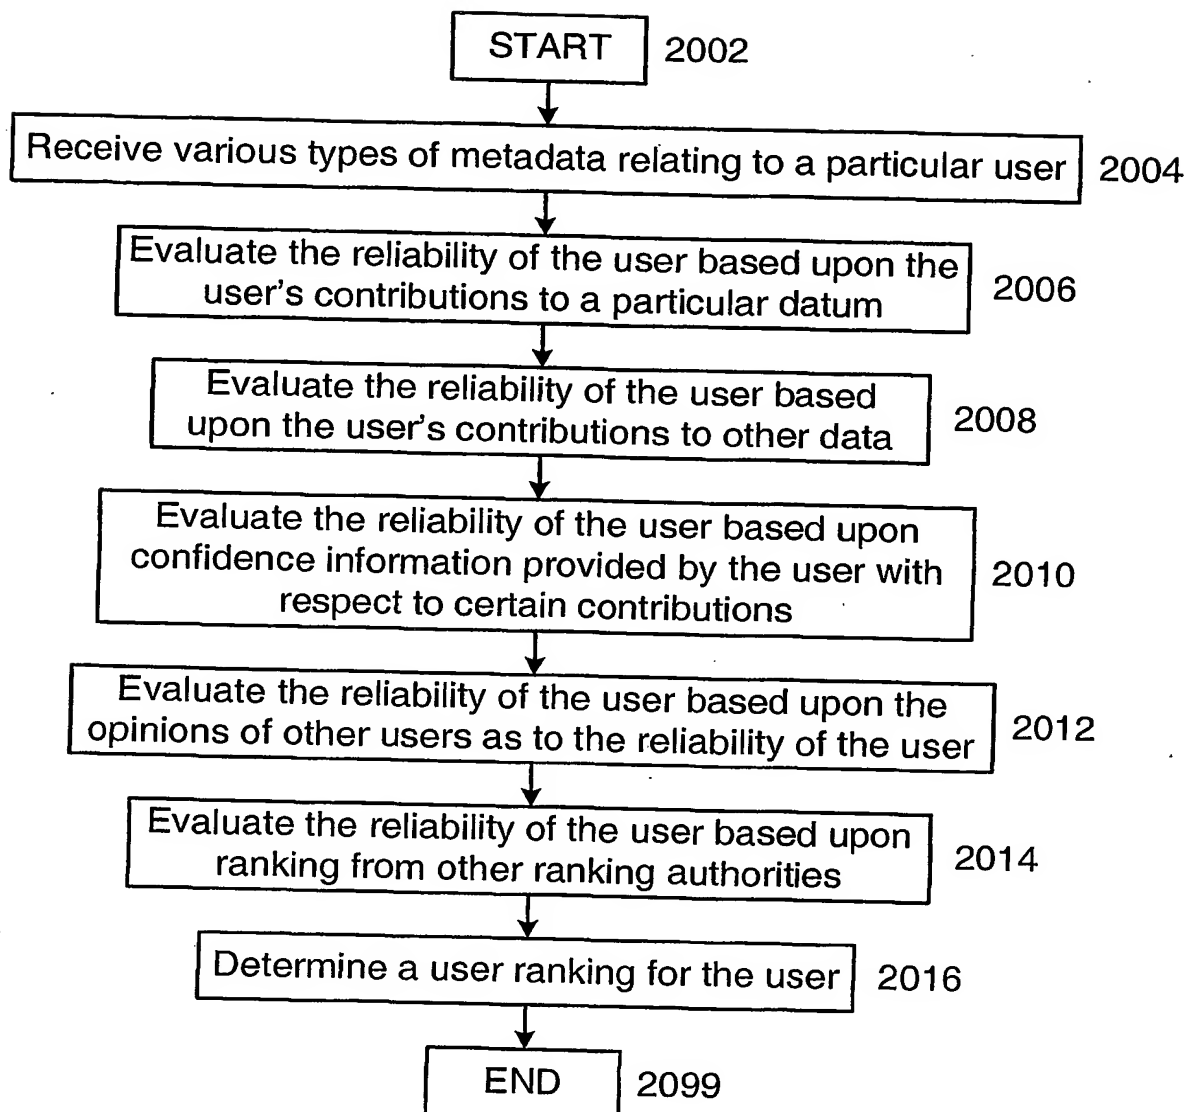 START 2002
Receive various types of metadata relating to a particular user 2004
Evaluate the reliability of the user based upon the
user's contributions to a particular datum
2006
Evaluate the reliability of the user based
upon the user's contributions to other data
2008
Evaluate the reliability of the user based upon
confidence information provided by the user with
respect to certain contributions
2010
Evaluate the reliability of the user based upon the
opinions of other users as to the reliability of the user
2012
Evaluate the reliability of the user based upon
ranking from other ranking authorities
2014
Determine a user ranking for the user 2016
END 2099